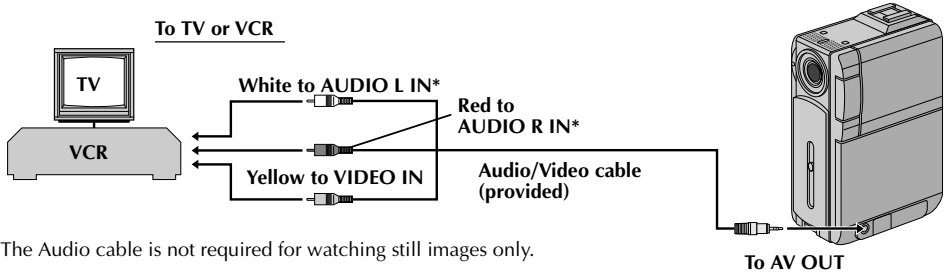 To TV or VCR
TV
VCR
White to AUDIO L IN*
Red to
AUDIO R IN*
Yellow to VIDEO IN
Audio/Video cable
(provided)
To AV OUT
The Audio cable is not required for watching still images only.